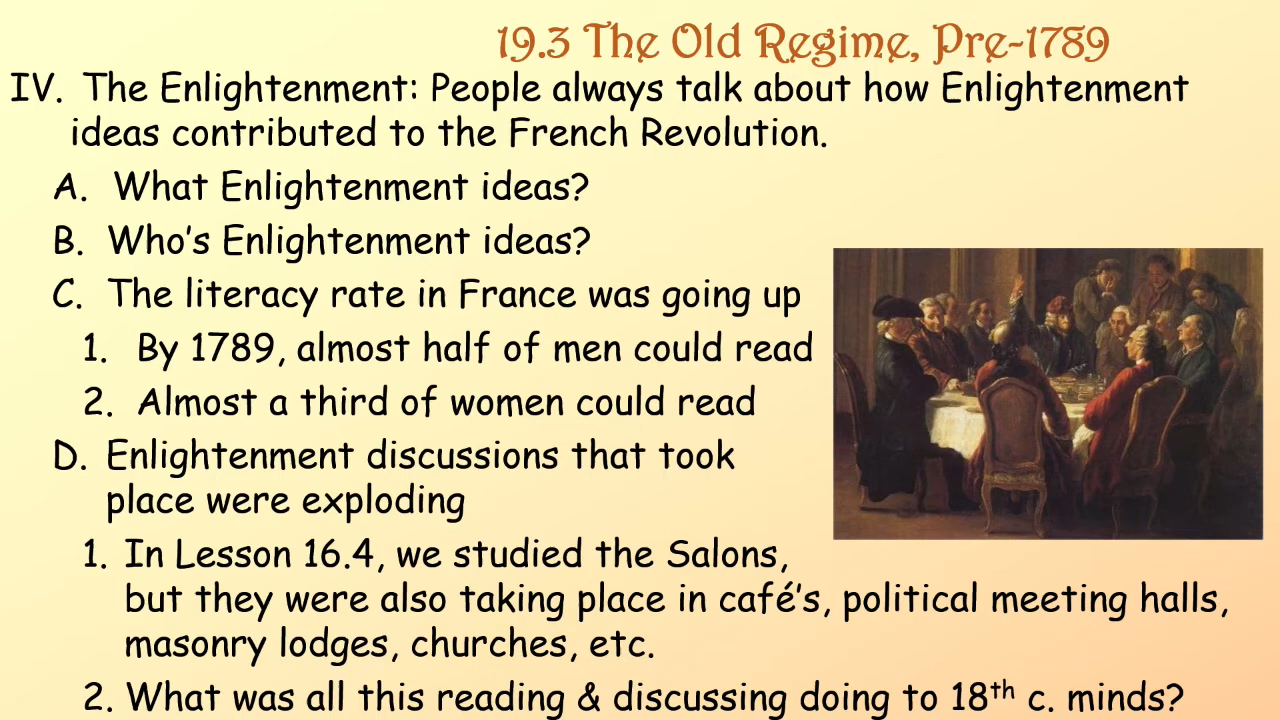 19.3 The Old Regime, Pre-1789
IV. The Enlightenment: People always talk about how Enlightenment
ideas contributed to the French Revolution.
A. What Enlightenment ideas?
B. Who’s Enlightenment ideas?
C. The literacy rate in France was going up
1. By 1789, almost half of men could read
2. Almost a third of women could read
D. Enlightenment discussions that took
place were exploding
1. In Lesson 16.4, we studied the Salons,
but they were also taking place in café’s, political meeting halls,
masonry lodges, churches, etc.
2. What was all this reading & discussing doing to 18th c. minds?